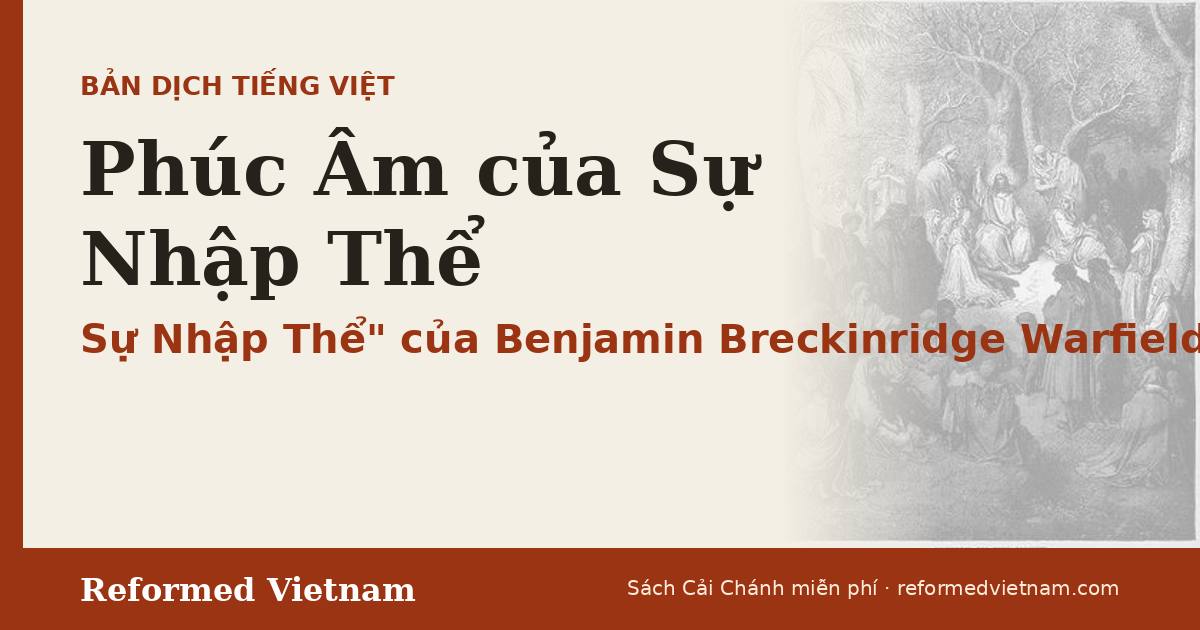 BẢN DỊCH TIẾNG VIỆT
Phúc Âm của Sự
Nhập Thể
Sự Nhập Thể" của Benjamin Breckinridge Warfield
Reformed Vietnam
Sách Cải Chánh miễn phí · reformedvietnam.com